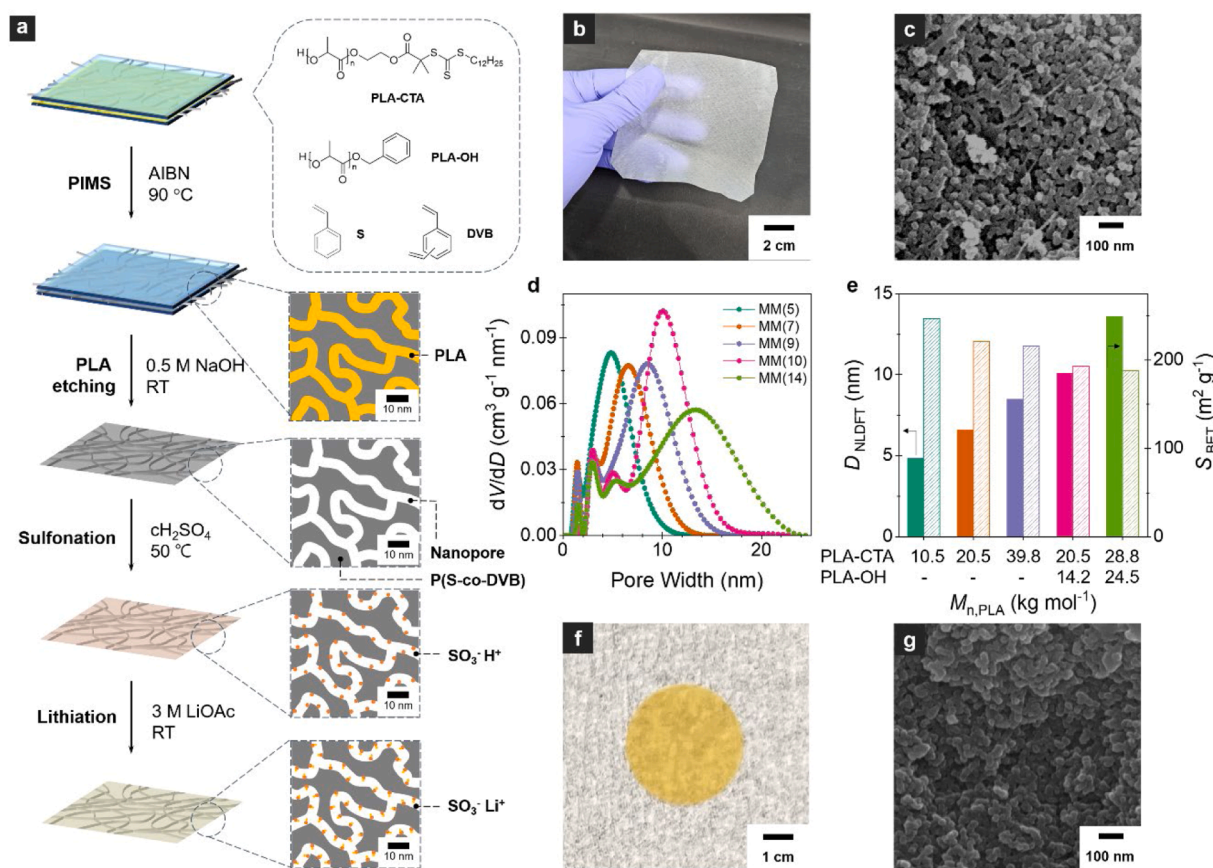 a
PIMS
AIBN
90 °C
PLA
etching
0.5 M NaOH
RT
Sulfonation
cH2SO4
50 ℃
Lithiation
3 M LiOAc
RT
H
O
O
n
O
O
O
S
S
S
C12H25
PLA-CTA
H
O
O
n
O
PLA-OH
S
DVB
PLA
10 nm
Nanopore
P(S-co-DVB)
10 nm
SO3- H+
10 nm
SO3- Li+
10 nm
b
2 cm
c
100 nm
d
dV/dD (cm3 g-1 nm-1)
0.09
0.06
0.03
0.00
0
10
20
Pore Width (nm)
MM(5)
MM(7)
MM(9)
MM(10)
MM(14)
e
DNLDFT (nm)
15
10
5
0
SBET (m2 g-1)
200
100
0
PLA-CTA 10.5 20.5 39.8 20.5 28.8
PLA-OH - - - 14.2 24.5
Mn,PLA (kg mol-1)
f
1 cm
g
100 nm